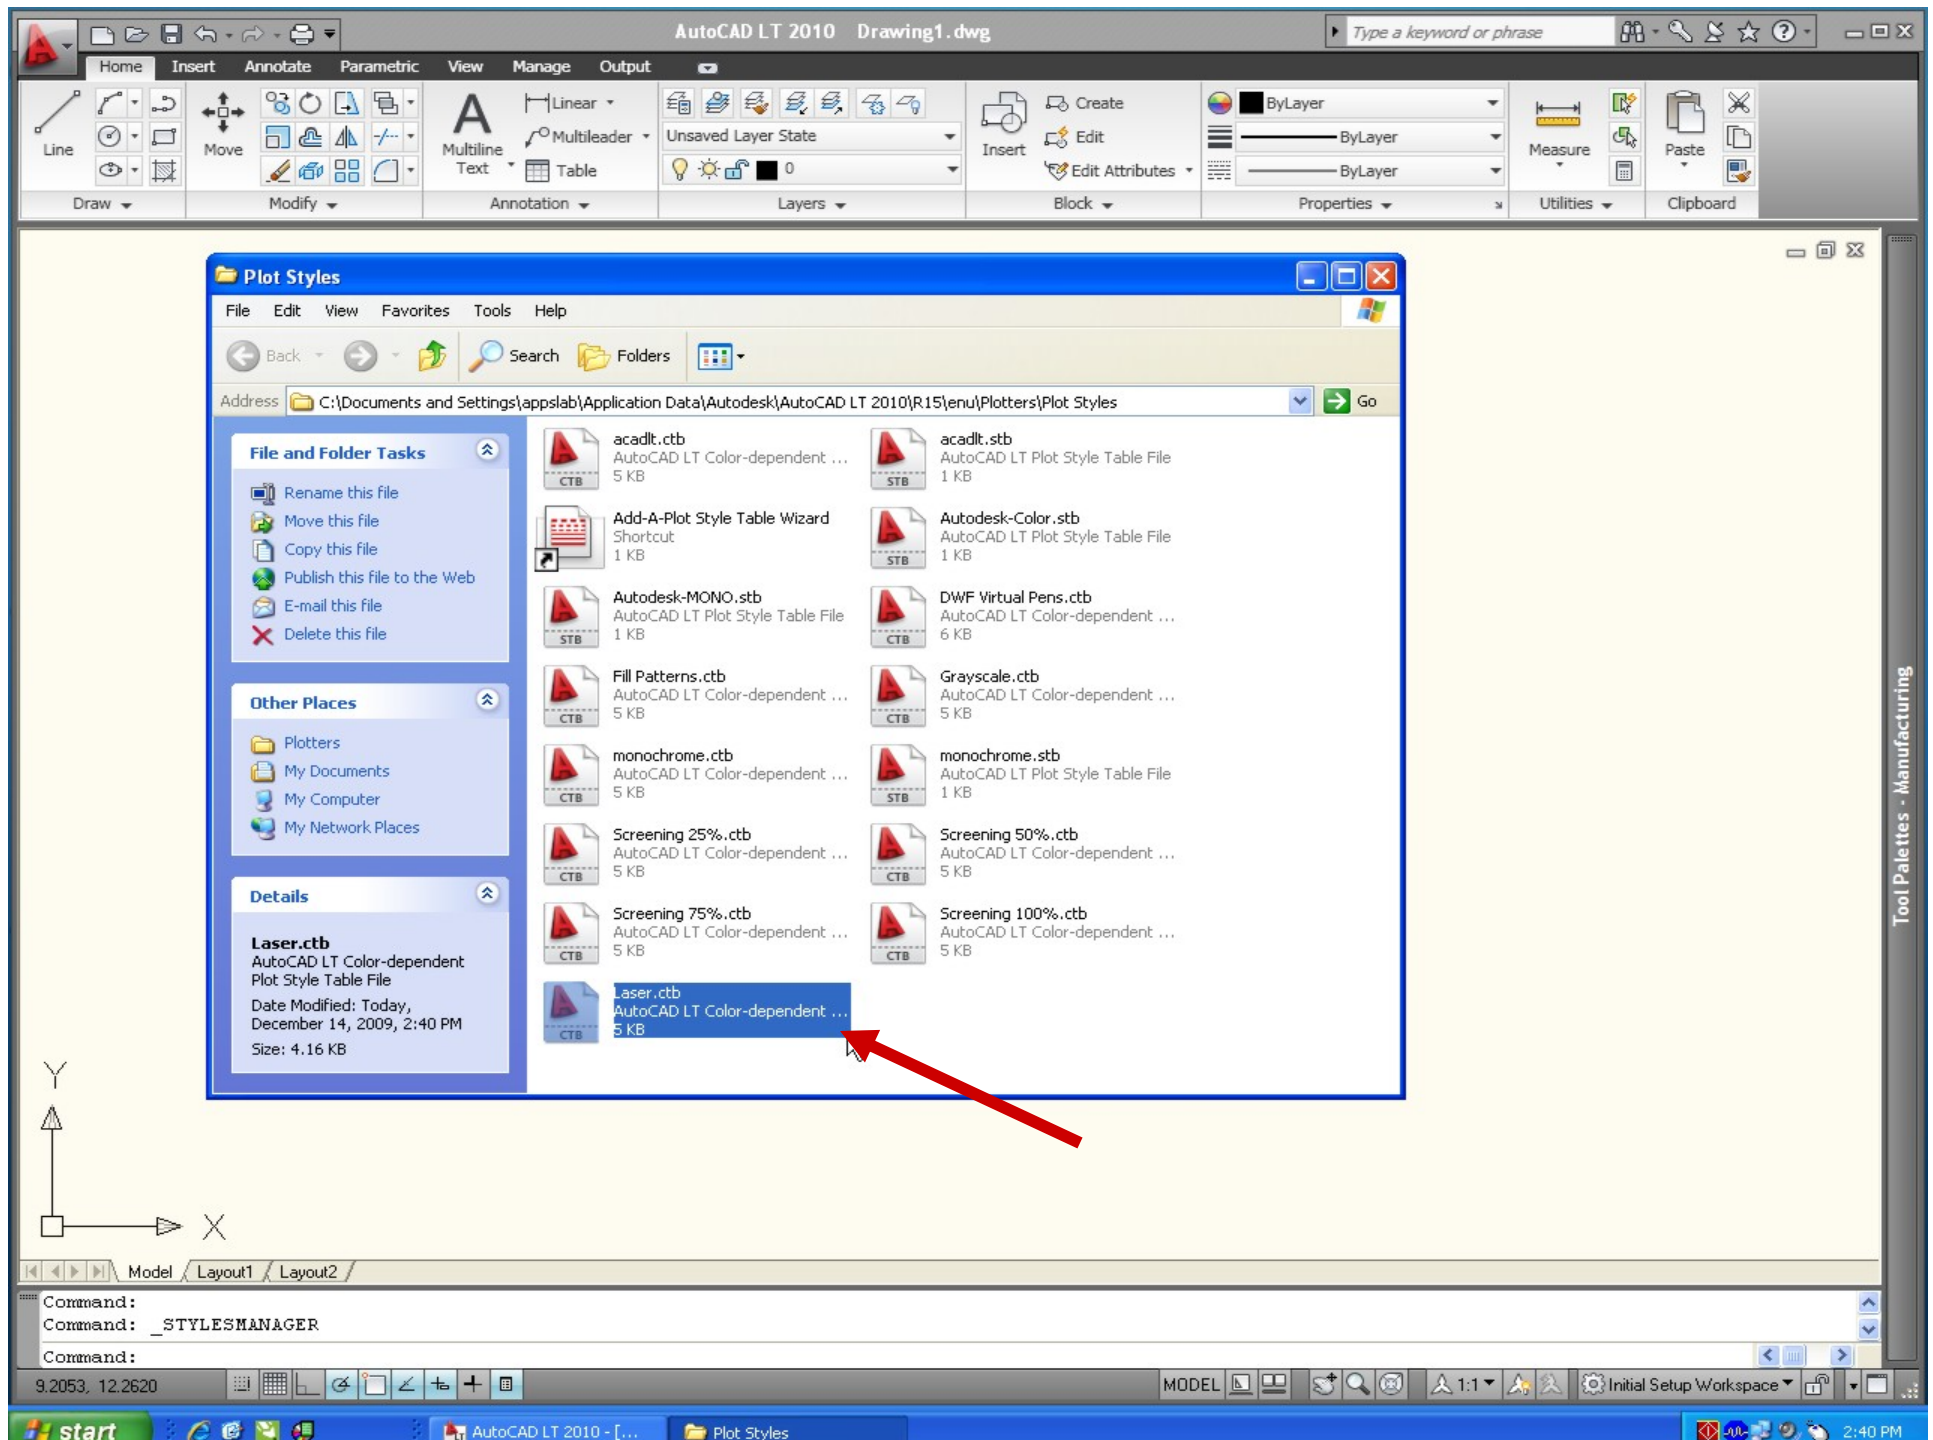 AutoCAD LT 2010 Drawing1.dwg
Type a keyword or phrase
Home Insert Annotate Parametric View Manage Output
Line
Move
A
Multiline
Text
Linear
Multileader
Table
Unsaved Layer State
0
Insert
Create
Edit
Edit Attributes
ByLayer
ByLayer
ByLayer
Measure
Paste
Draw
Modify
Annotation
Layers
Block
Properties
Utilities
Clipboard
Plot Styles
File Edit View Favorites Tools Help
Back
Search
Folders
Address C:\Documents and Settings\appslab\Application Data\Autodesk\AutoCAD LT 2010\R15\enu\Plotters\Plot Styles
Go
File and Folder Tasks
Rename this file
Move this file
Copy this file
Publish this file to the Web
E-mail this file
Delete this file
Other Places
Plotters
My Documents
My Computer
My Network Places
Details
Laser.ctb
AutoCAD LT Color-dependent
Plot Style Table File
Date Modified: Today,
December 14, 2009, 2:40 PM
Size: 4.16 KB
CTB
acadlt.ctb
AutoCAD LT Color-dependent ...
5 KB
STB
acadlt.stb
AutoCAD LT Plot Style Table File
1 KB
Add-A-Plot Style Table Wizard
Shortcut
1 KB
STB
Autodesk-Color.stb
AutoCAD LT Plot Style Table File
1 KB
STB
Autodesk-MONO.stb
AutoCAD LT Plot Style Table File
1 KB
CTB
DWF Virtual Pens.ctb
AutoCAD LT Color-dependent ...
6 KB
CTB
Fill Patterns.ctb
AutoCAD LT Color-dependent ...
5 KB
CTB
Grayscale.ctb
AutoCAD LT Color-dependent ...
5 KB
CTB
monochrome.ctb
AutoCAD LT Color-dependent ...
5 KB
STB
monochrome.stb
AutoCAD LT Plot Style Table File
1 KB
CTB
Screening 25%.ctb
AutoCAD LT Color-dependent ...
5 KB
CTB
Screening 50%.ctb
AutoCAD LT Color-dependent ...
5 KB
CTB
Screening 75%.ctb
AutoCAD LT Color-dependent ...
5 KB
CTB
Screening 100%.ctb
AutoCAD LT Color-dependent ...
5 KB
CTB
Laser.ctb
AutoCAD LT Color-dependent ...
5 KB
Tool Palettes - Manufacturing
Y
X
Model Layout1 Layout2
Command:
Command: _STYLESMANAGER
Command:
9.2053, 12.2620
MODEL
1:1
Initial Setup Workspace
start
AutoCAD LT 2010 - [...
Plot Styles
2:40 PM